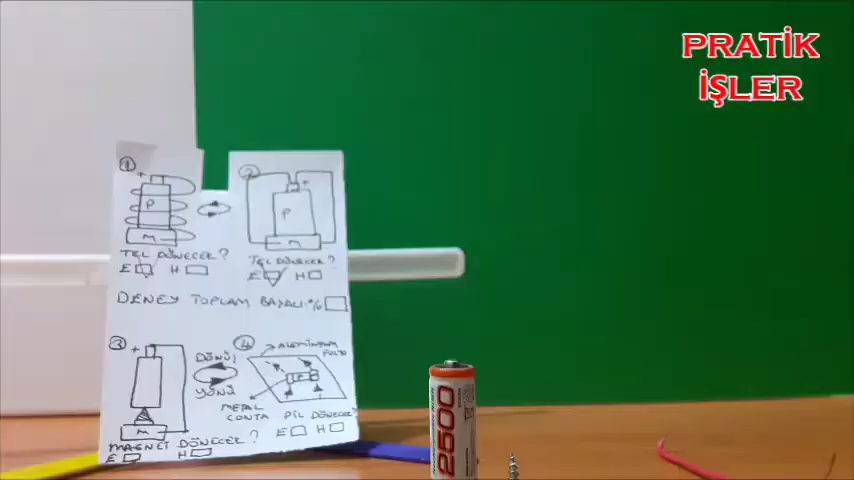 PRATİK
İŞLER
1
+
P
M
TEL DÖNECEK?
E H
2
+
P
M
TEL DÖNECEK?
E H
DENEY TOPLAM BAŞALI: %
3
+
M
DÖNÜŞ
YÖNÜ
MAGNET DÖNECEK?
E H
4
ALÜMİNYUM
FOLYO
P
METAL
CONTA
PİL DÖNECEK?
E H
2500